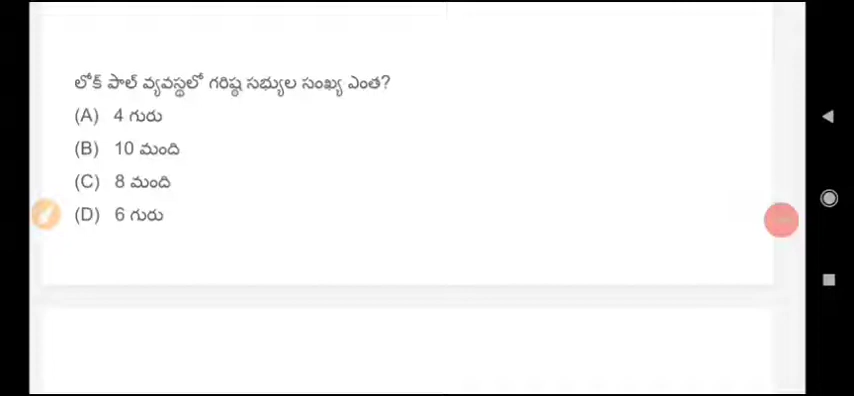 లోక్ పాల్ వ్యవస్థలో గరిష్ఠ సభ్యుల సంఖ్య ఎంత?
(A) 4 గురు
(B) 10 మంది
(C) 8 మంది
(D) 6 గురు